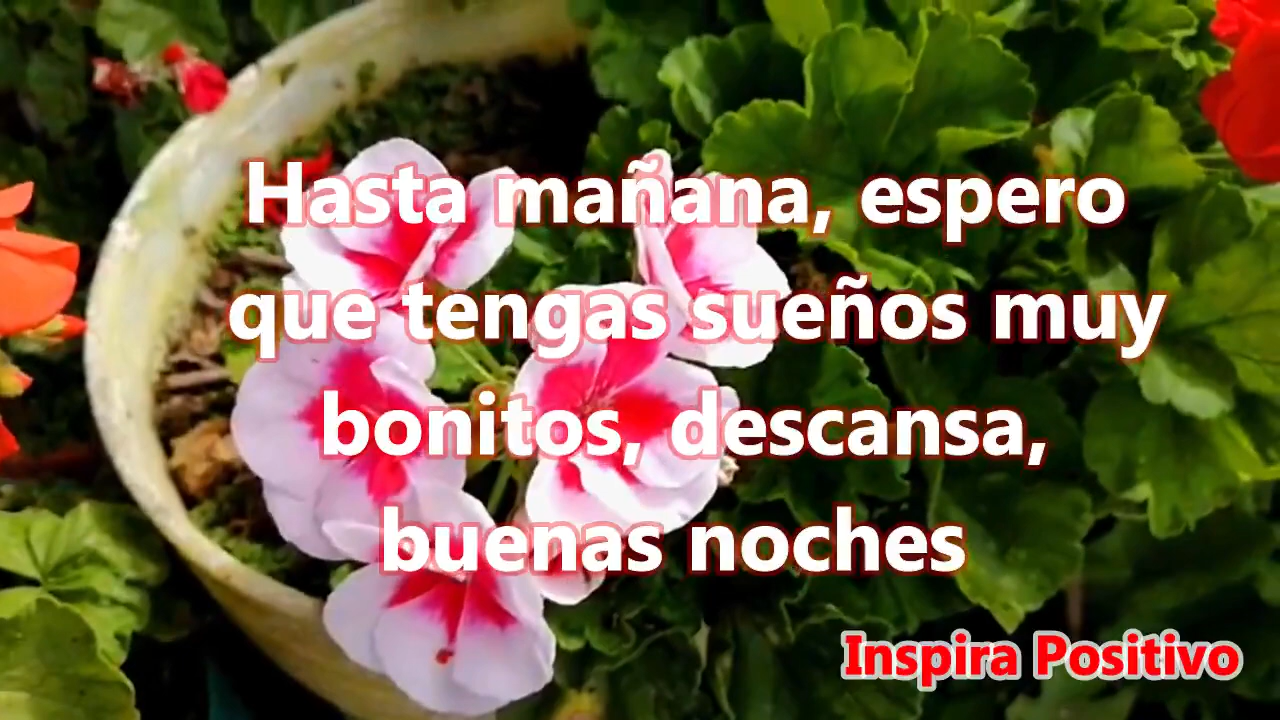 Hasta mañana, espero
que tengas sueños muy
bonitos, descansa,
buenas noches
Inspira Positivo